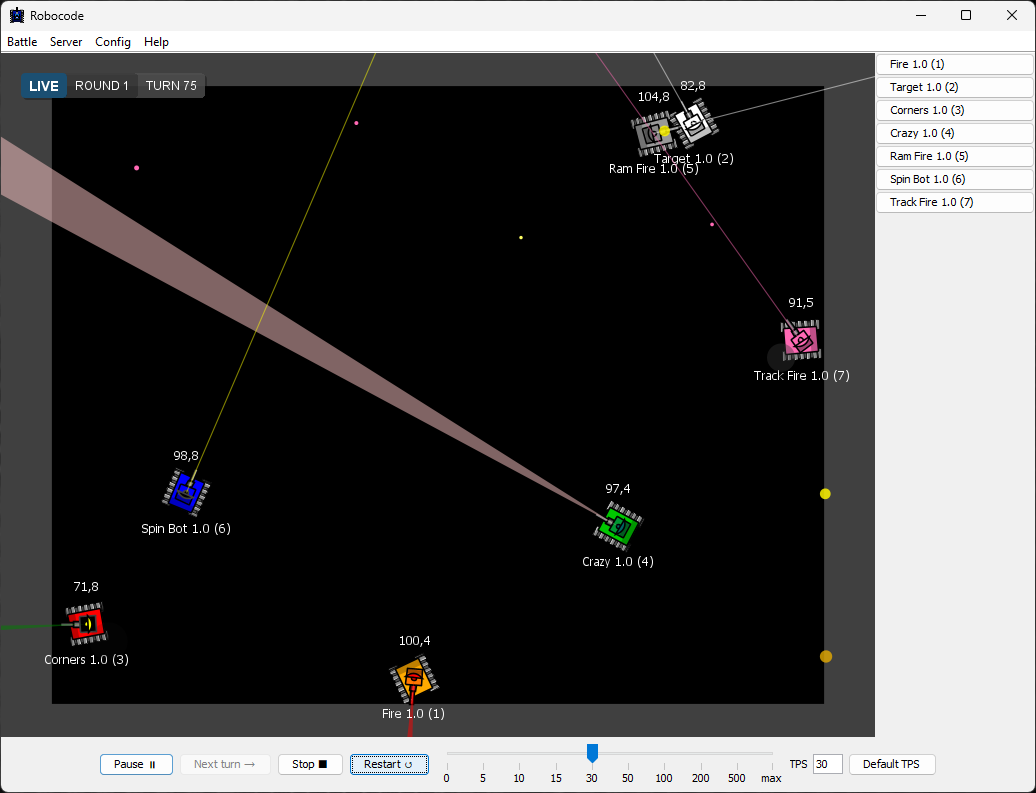 Robocode
Battle Server Config Help
LIVE ROUND 1 TURN 75
Fire 1.0 (1)
Target 1.0 (2)
Corners 1.0 (3)
Crazy 1.0 (4)
Ram Fire 1.0 (5)
Spin Bot 1.0 (6)
Track Fire 1.0 (7)
82,8
104,8
Target 1.0 (2)
Ram Fire 1.0 (5)
91,5
Track Fire 1.0 (7)
98,8
Spin Bot 1.0 (6)
97,4
Crazy 1.0 (4)
71,8
Corners 1.0 (3)
100,4
Fire 1.0 (1)
Pause Next turn → Stop Restart ↺ TPS 30 Default TPS
0 5 10 15 30 50 100 200 500 max